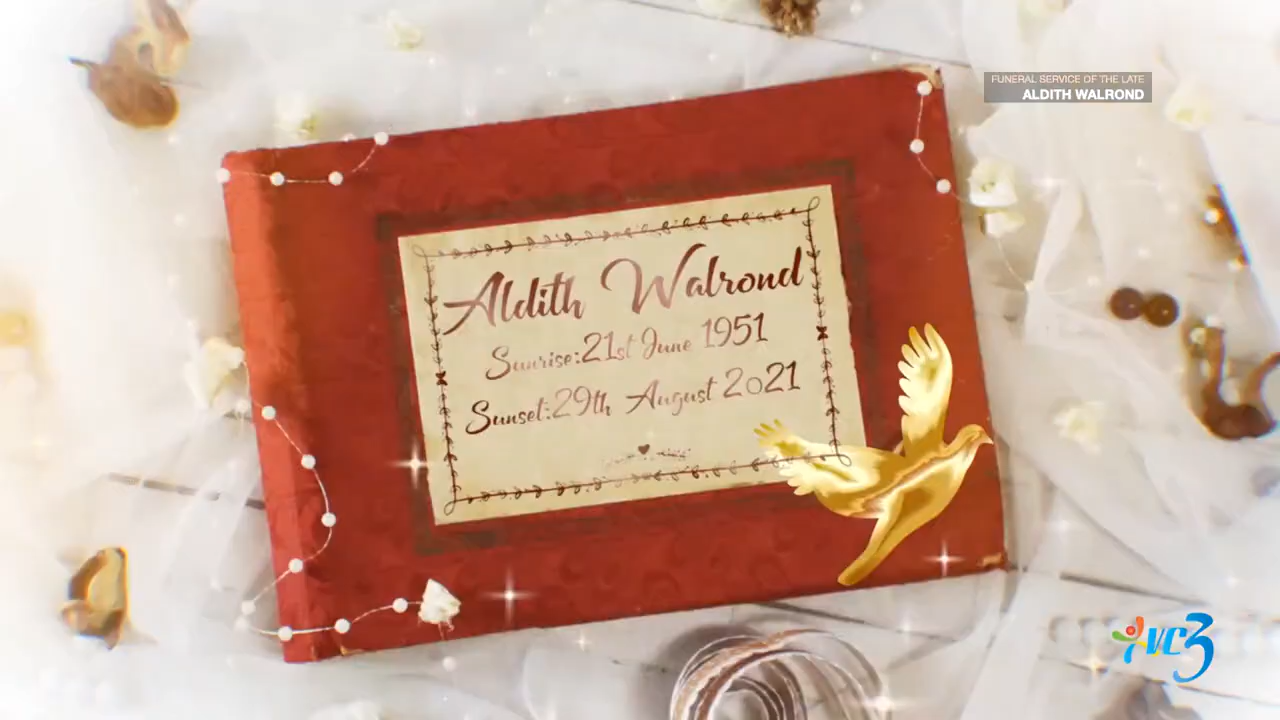 FUNERAL SERVICE OF THE LATE
ALDITH WALROND
Aldith Walrond
Sunrise:21st June 1951
Sunset:29th August 2021
VC3